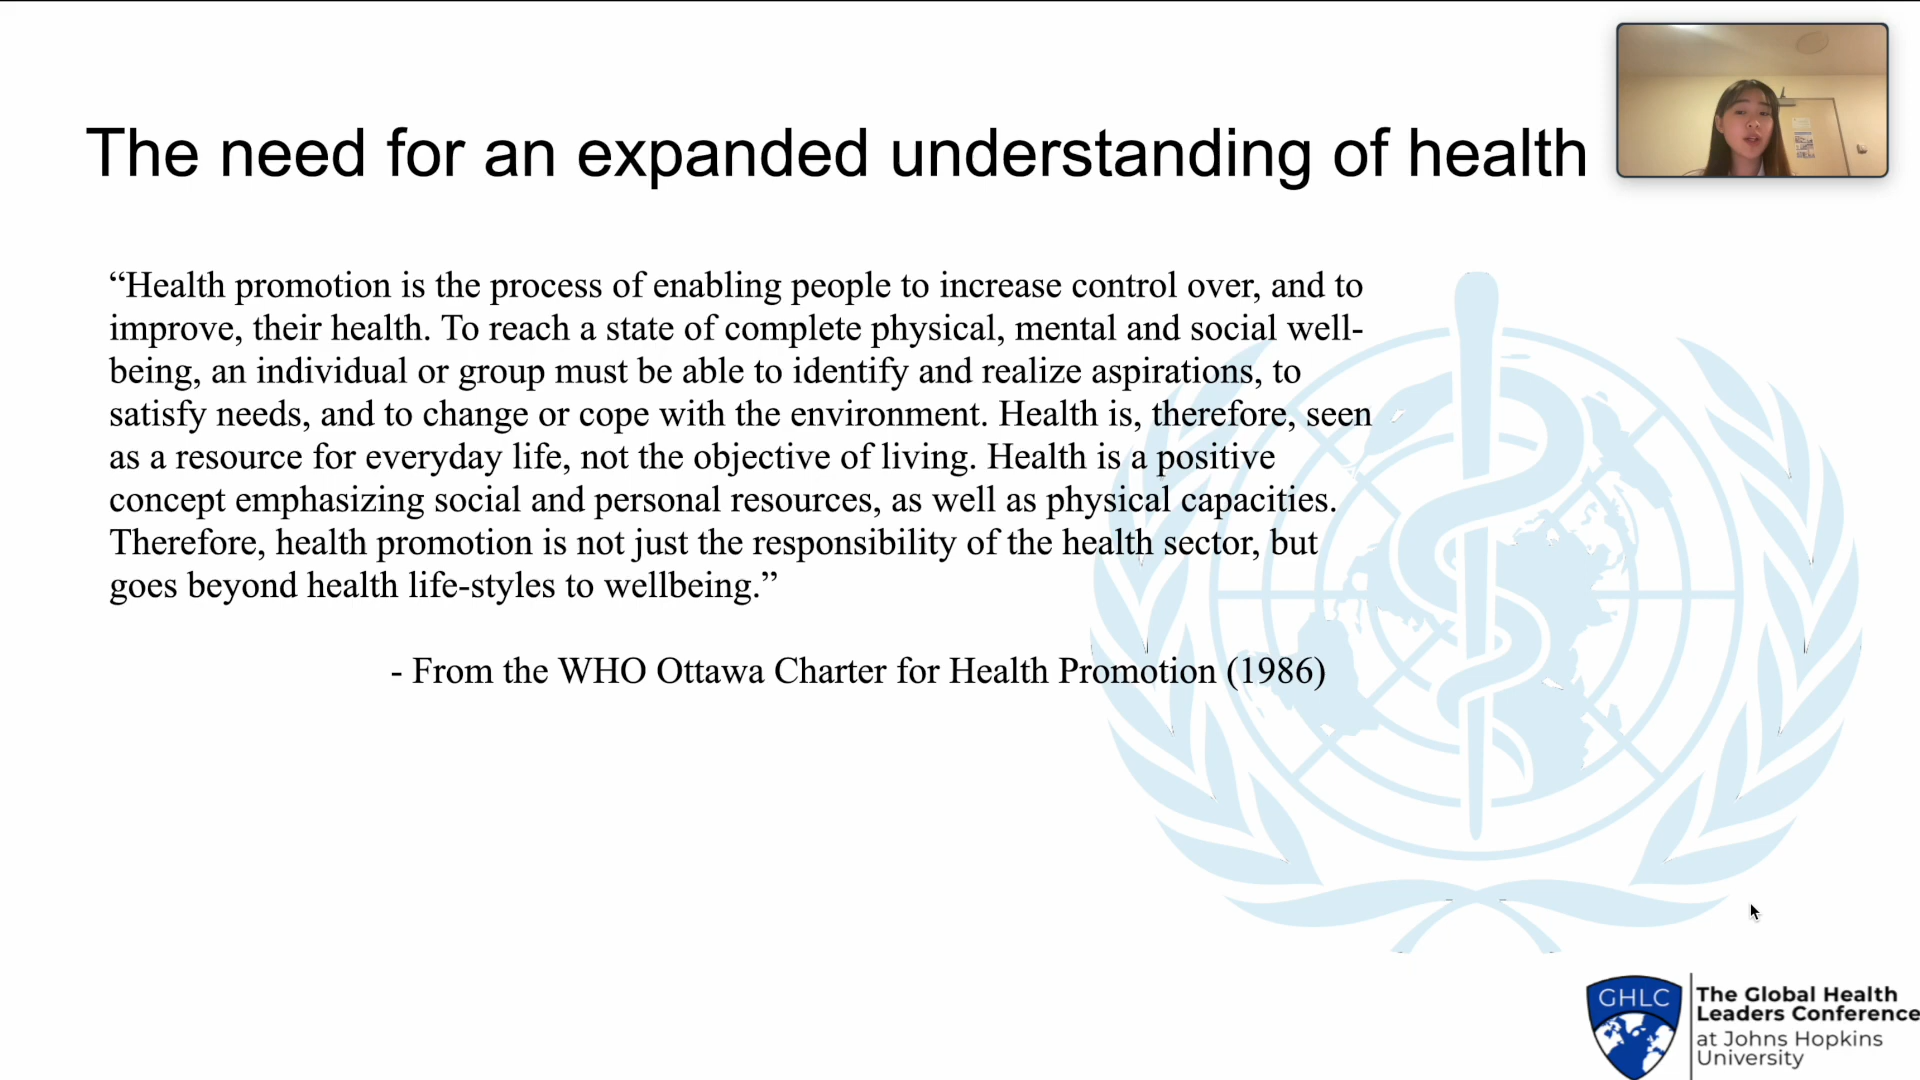 The need for an expanded understanding of health
“Health promotion is the process of enabling people to increase control over, and to
improve, their health. To reach a state of complete physical, mental and social well-
being, an individual or group must be able to identify and realize aspirations, to
satisfy needs, and to change or cope with the environment. Health is, therefore, seen
as a resource for everyday life, not the objective of living. Health is a positive
concept emphasizing social and personal resources, as well as physical capacities.
Therefore, health promotion is not just the responsibility of the health sector, but
goes beyond health life-styles to wellbeing.”
- From the WHO Ottawa Charter for Health Promotion (1986)
GHLC
The Global Health
Leaders Conference
at Johns Hopkins
University